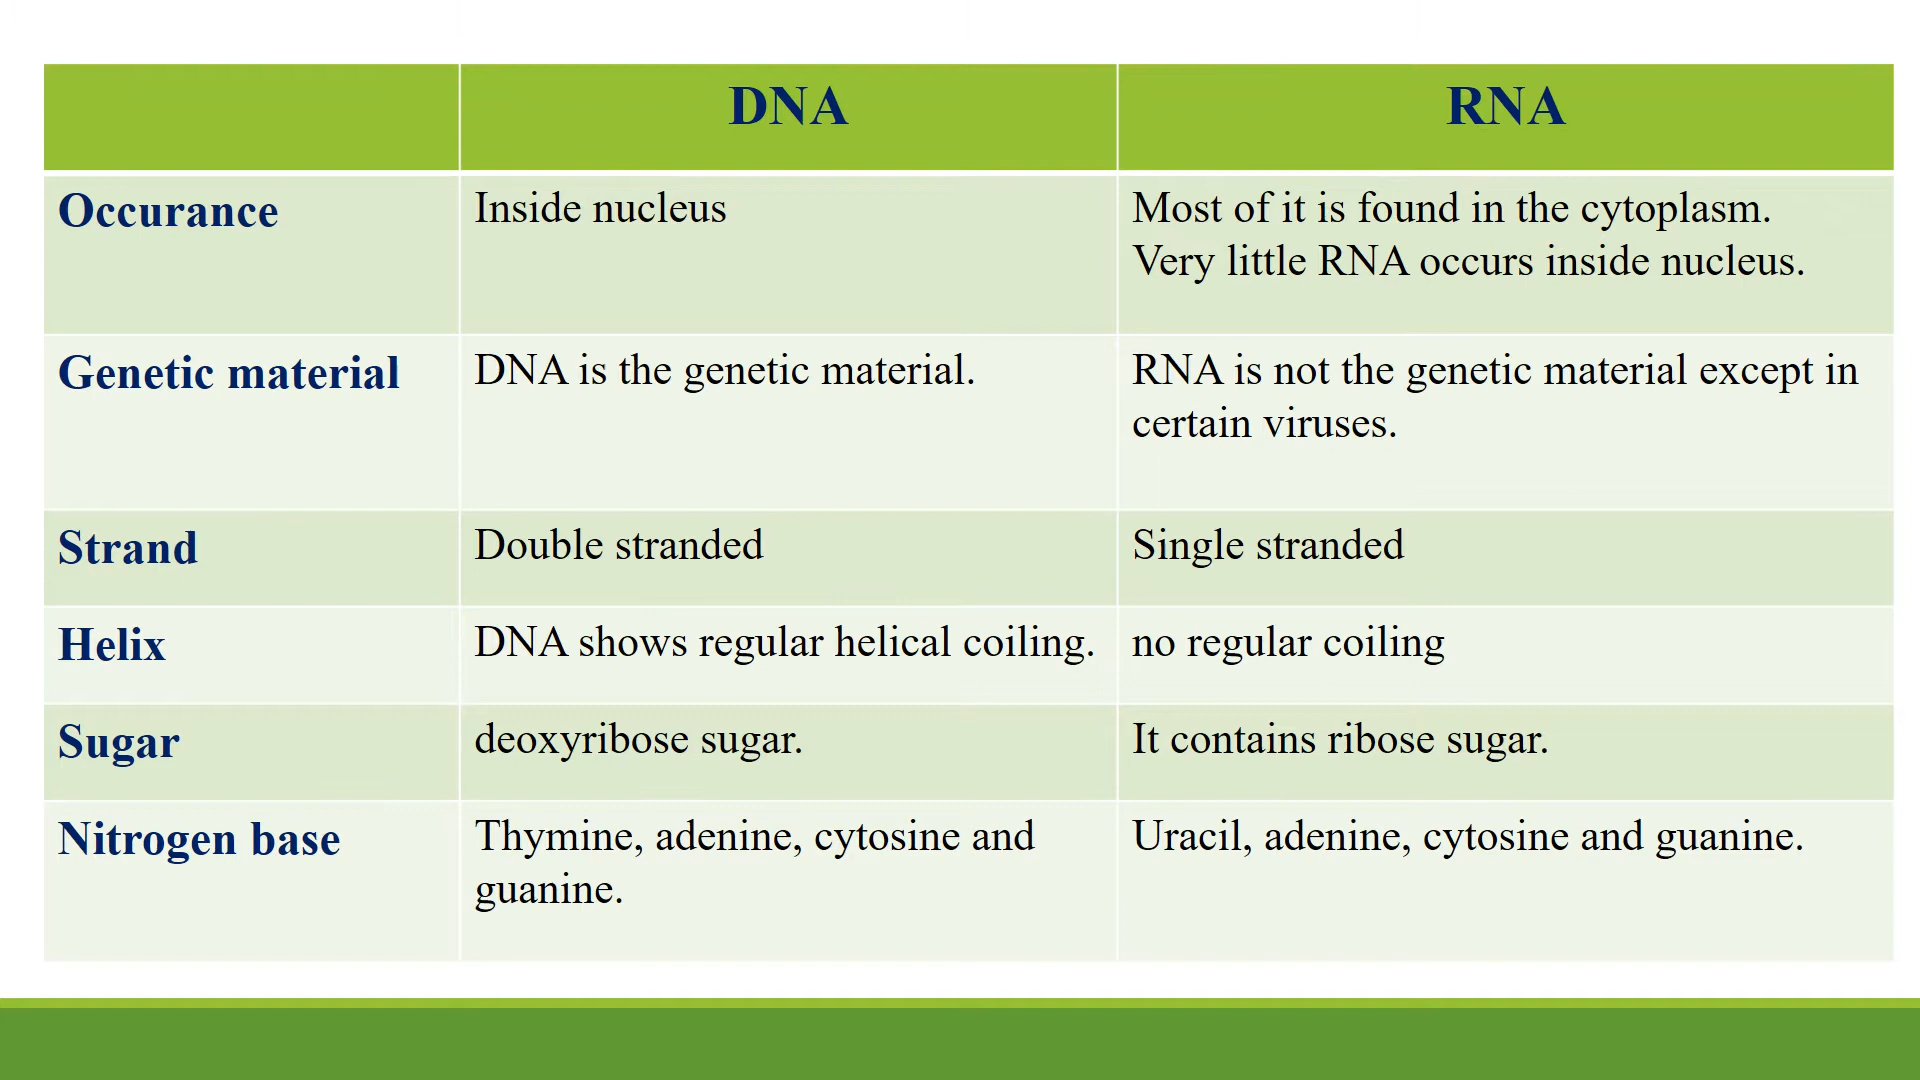 DNA
RNA
Occurance
Inside nucleus
Most of it is found in the cytoplasm.
Very little RNA occurs inside nucleus.
Genetic material
DNA is the genetic material.
RNA is not the genetic material except in
certain viruses.
Strand
Double stranded
Single stranded
Helix
DNA shows regular helical coiling.
no regular coiling
Sugar
deoxyribose sugar.
It contains ribose sugar.
Nitrogen base
Thymine, adenine, cytosine and
guanine.
Uracil, adenine, cytosine and guanine.